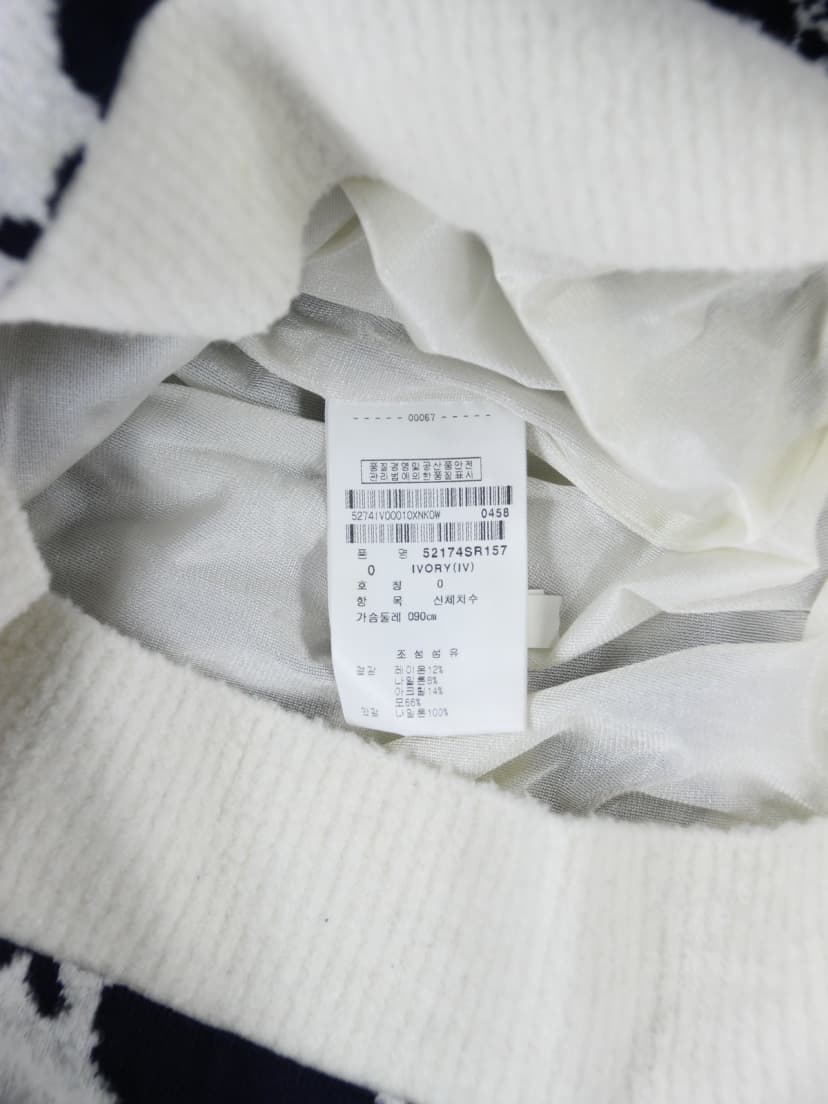 ----- 00067 -----
품질경영및공산품안전
관리법에의한품질표시
5274IV00010XNK0W 0458
품 명 52174SR157
0 IVORY(IV)
호 칭 0
항 목 신체치수
가슴둘레 090cm
조성섬유
겉감 레이온12%
나일론8%
아크릴14%
모66%
안감 나일론100%